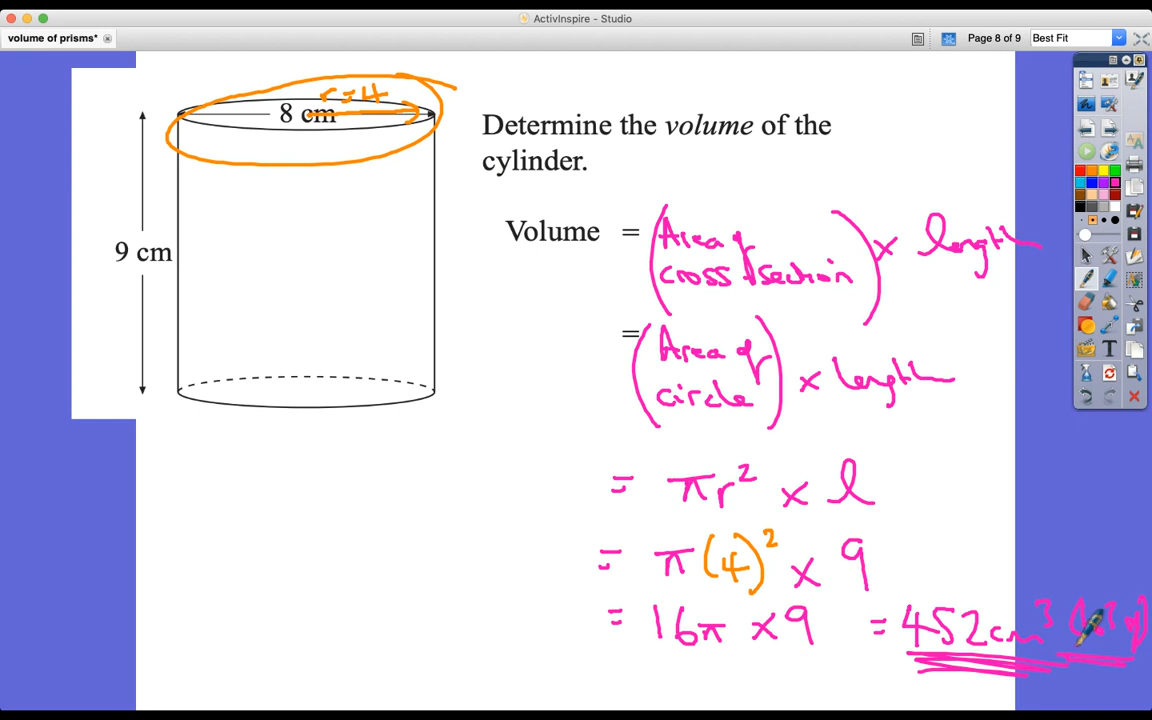 ActivInspire - Studio
volume of prisms*
Page 8 of 9
Best Fit
r=4
8 cm
9 cm
Determine the volume of the
cylinder.
Volume = (Area of cross section) × length
= (Area of circle) × length
= πr² × l
= π(4)² × 9
= 16π × 9 = 452cm³